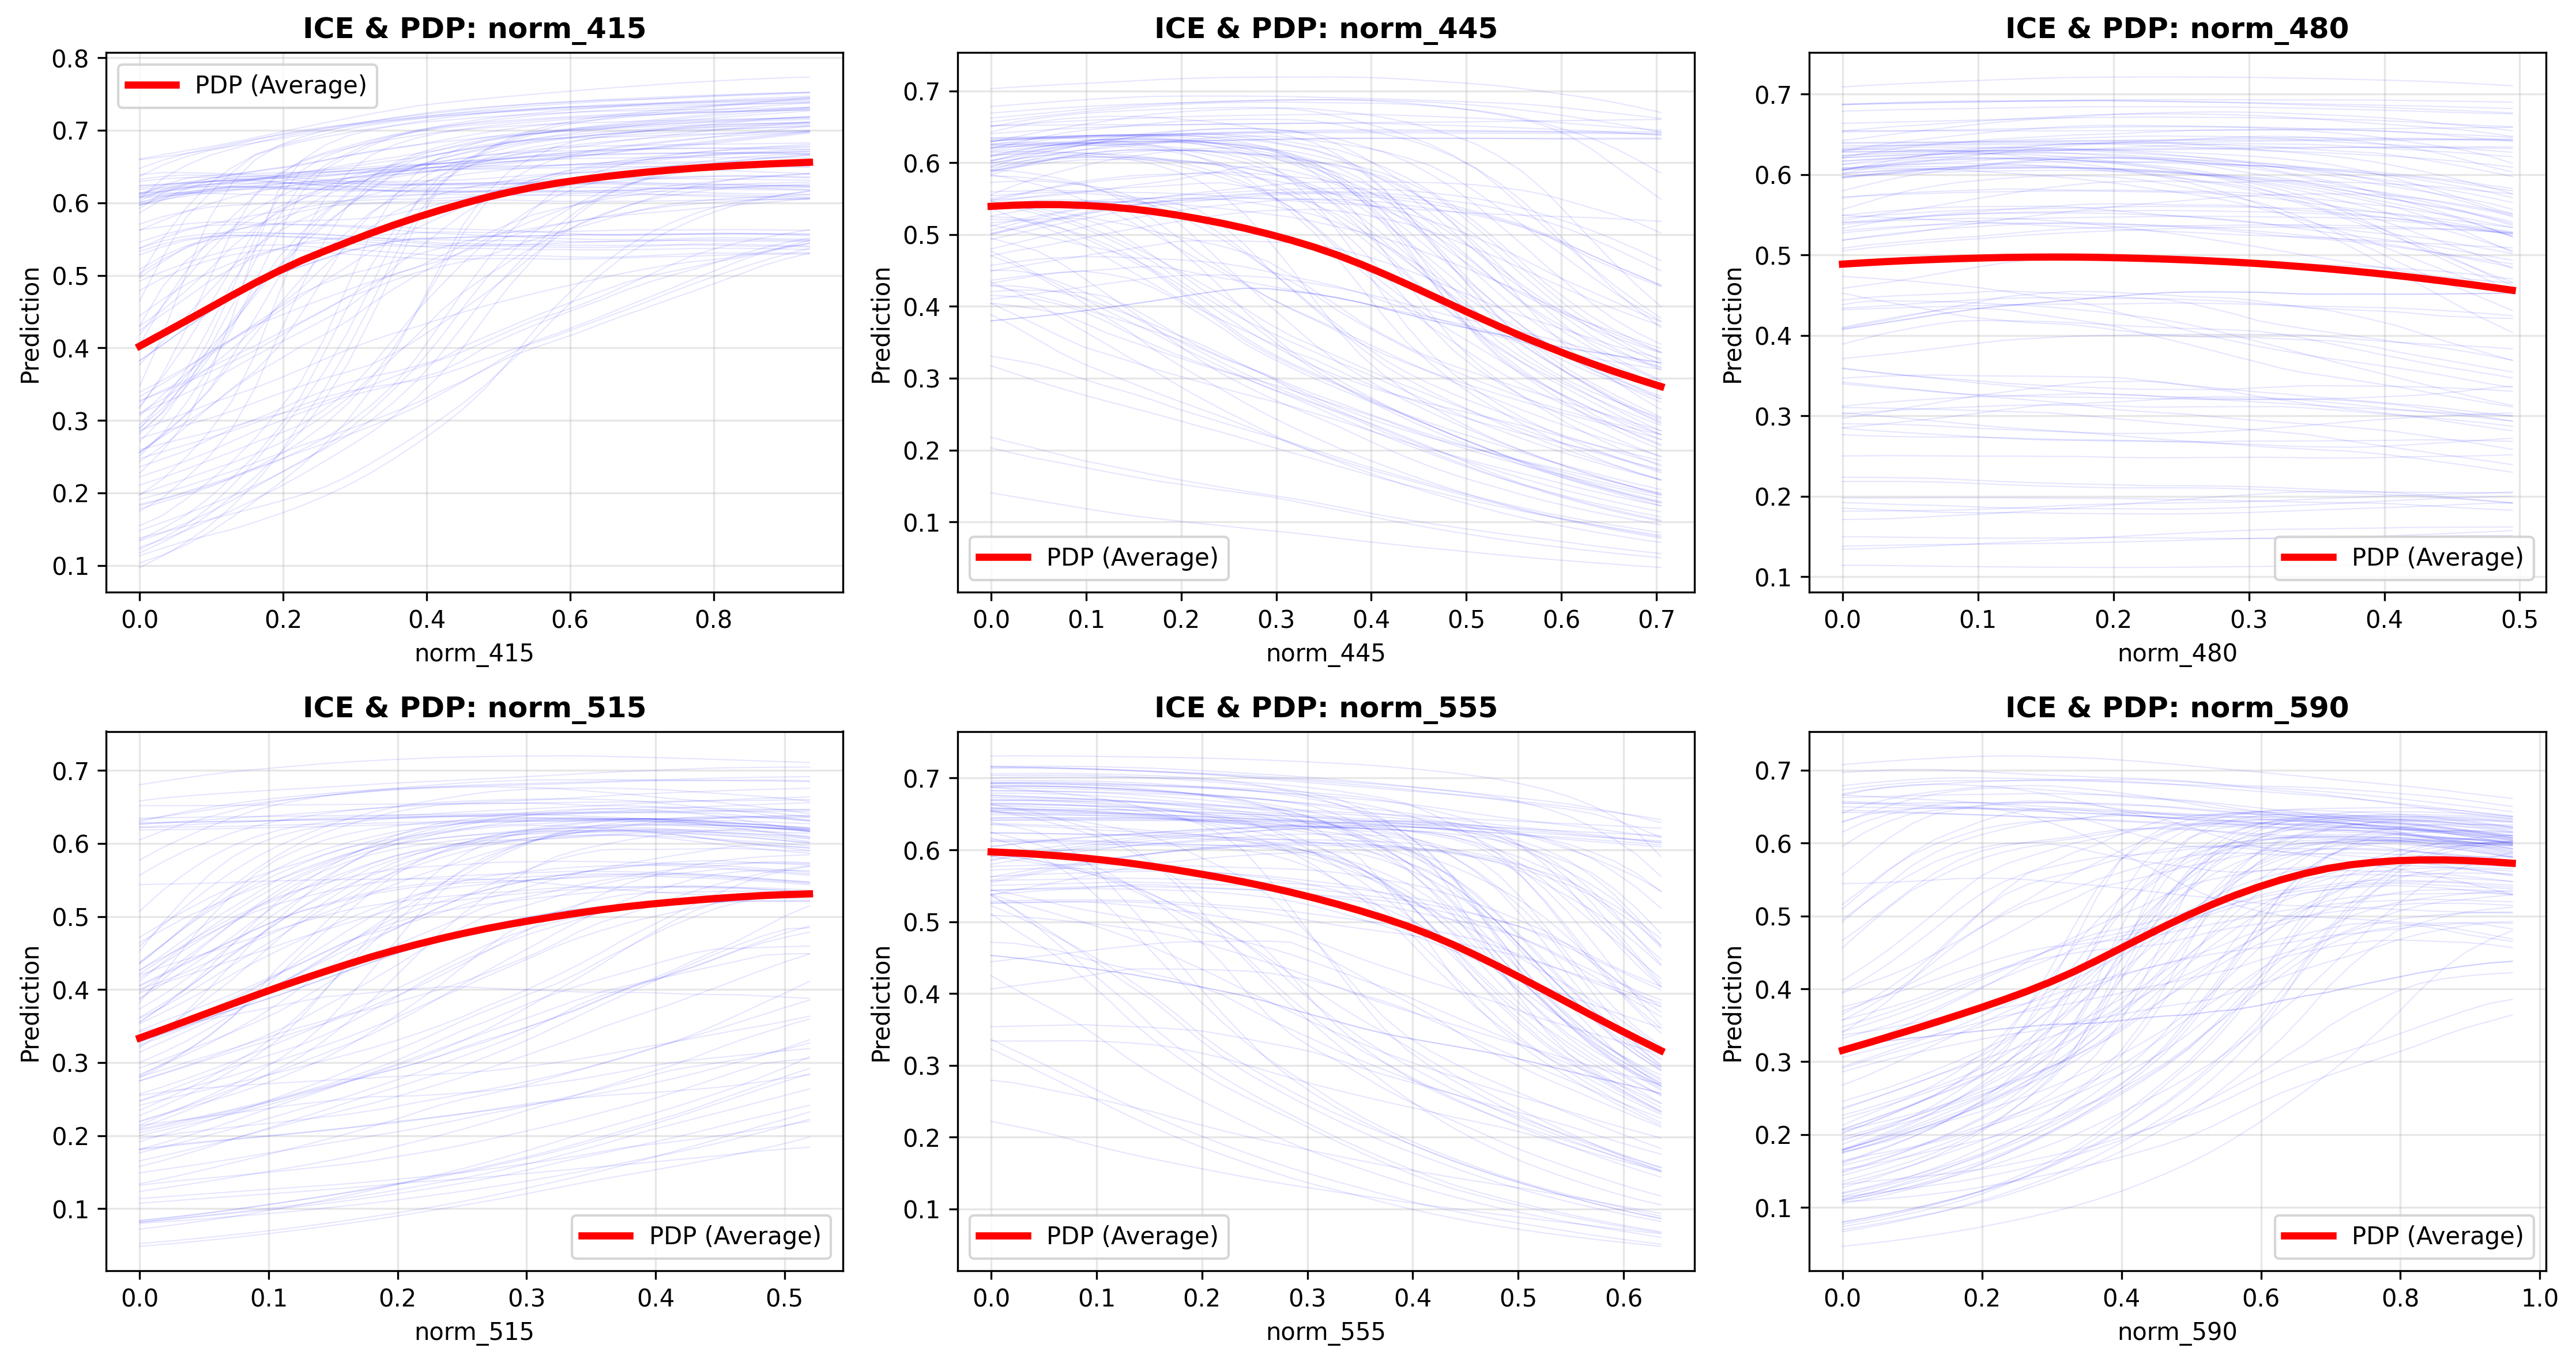 ICE & PDP: norm_415
PDP (Average)
Prediction
0.8
0.7
0.6
0.5
0.4
0.3
0.2
0.1
0.0 0.2 0.4 0.6 0.8
norm_415
ICE & PDP: norm_445
PDP (Average)
Prediction
0.7
0.6
0.5
0.4
0.3
0.2
0.1
0.0 0.1 0.2 0.3 0.4 0.5 0.6 0.7
norm_445
ICE & PDP: norm_480
PDP (Average)
Prediction
0.7
0.6
0.5
0.4
0.3
0.2
0.1
0.0 0.1 0.2 0.3 0.4 0.5
norm_480
ICE & PDP: norm_515
PDP (Average)
Prediction
0.7
0.6
0.5
0.4
0.3
0.2
0.1
0.0 0.1 0.2 0.3 0.4 0.5
norm_515
ICE & PDP: norm_555
PDP (Average)
Prediction
0.7
0.6
0.5
0.4
0.3
0.2
0.1
0.0 0.1 0.2 0.3 0.4 0.5 0.6
norm_555
ICE & PDP: norm_590
PDP (Average)
Prediction
0.7
0.6
0.5
0.4
0.3
0.2
0.1
0.0 0.2 0.4 0.6 0.8 1.0
norm_590